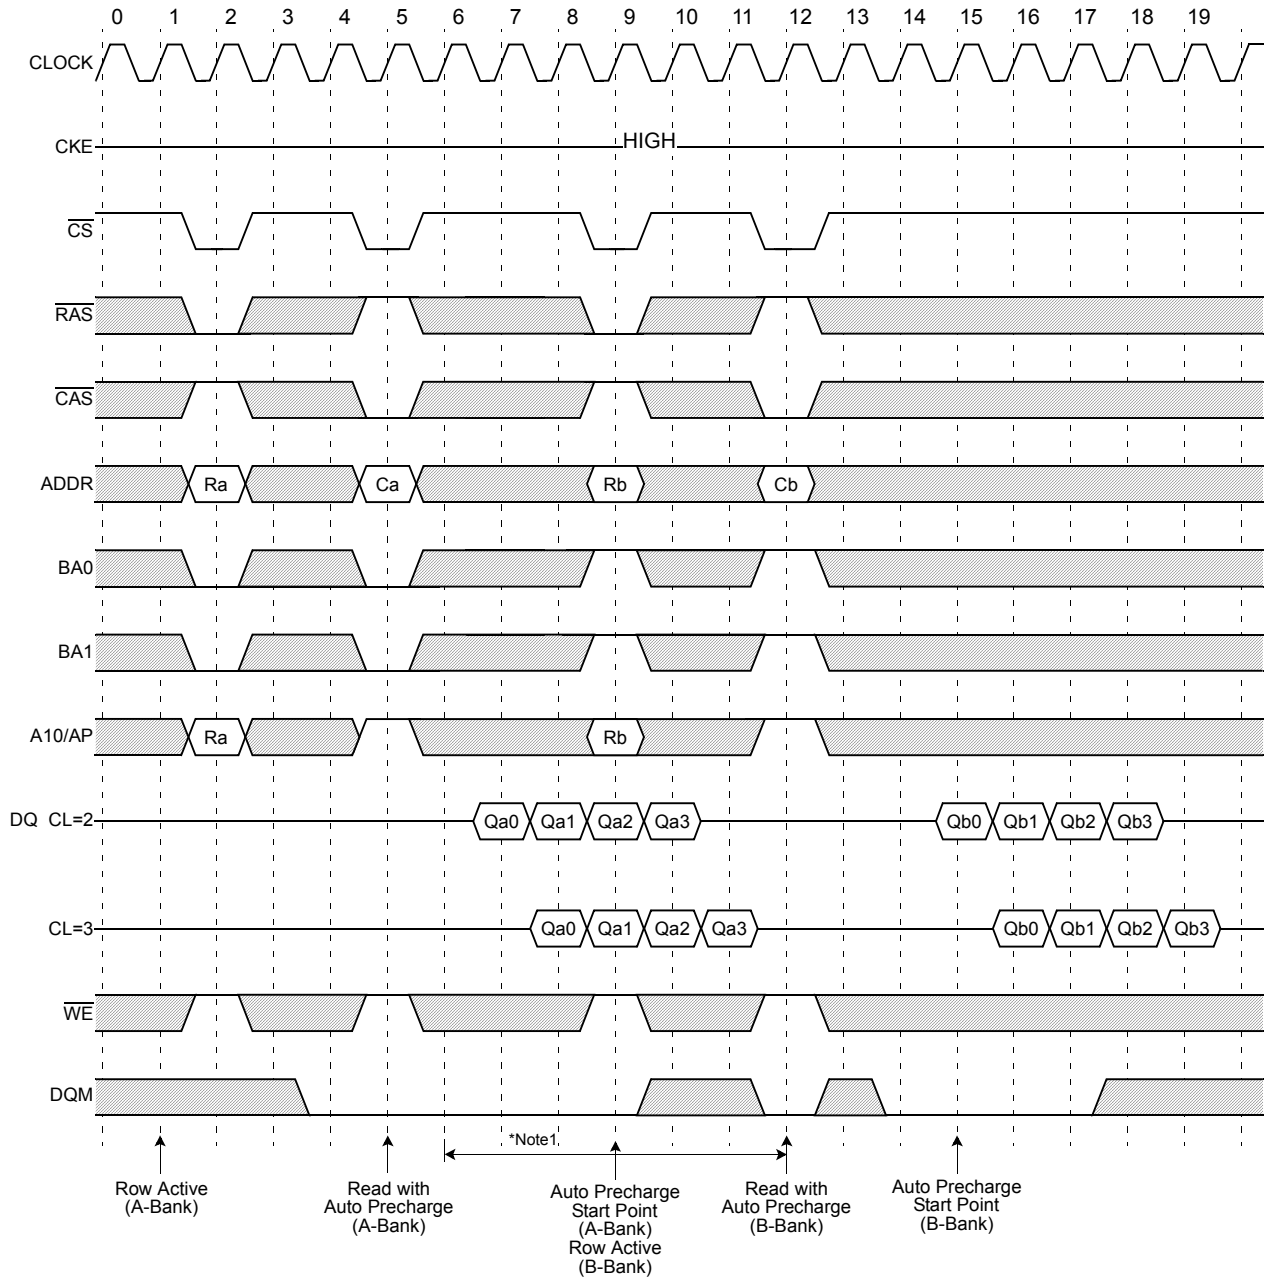 0 1 2 3 4 5 6 7 8 9 10 11 12 13 14 15 16 17 18 19
CLOCK
CKE HIGH
CS
RAS
CAS
ADDR Ra Ca Rb Cb
BA0
BA1
A10/AP Ra Rb
DQ CL=2 Qa0 Qa1 Qa2 Qa3 Qb0 Qb1 Qb2 Qb3
CL=3 Qa0 Qa1 Qa2 Qa3 Qb0 Qb1 Qb2 Qb3
WE
DQM
*Note1
Row Active
(A-Bank)
Read with
Auto Precharge
(A-Bank)
Auto Precharge
Start Point
(A-Bank)
Row Active
(B-Bank)
Read with
Auto Precharge
(B-Bank)
Auto Precharge
Start Point
(B-Bank)